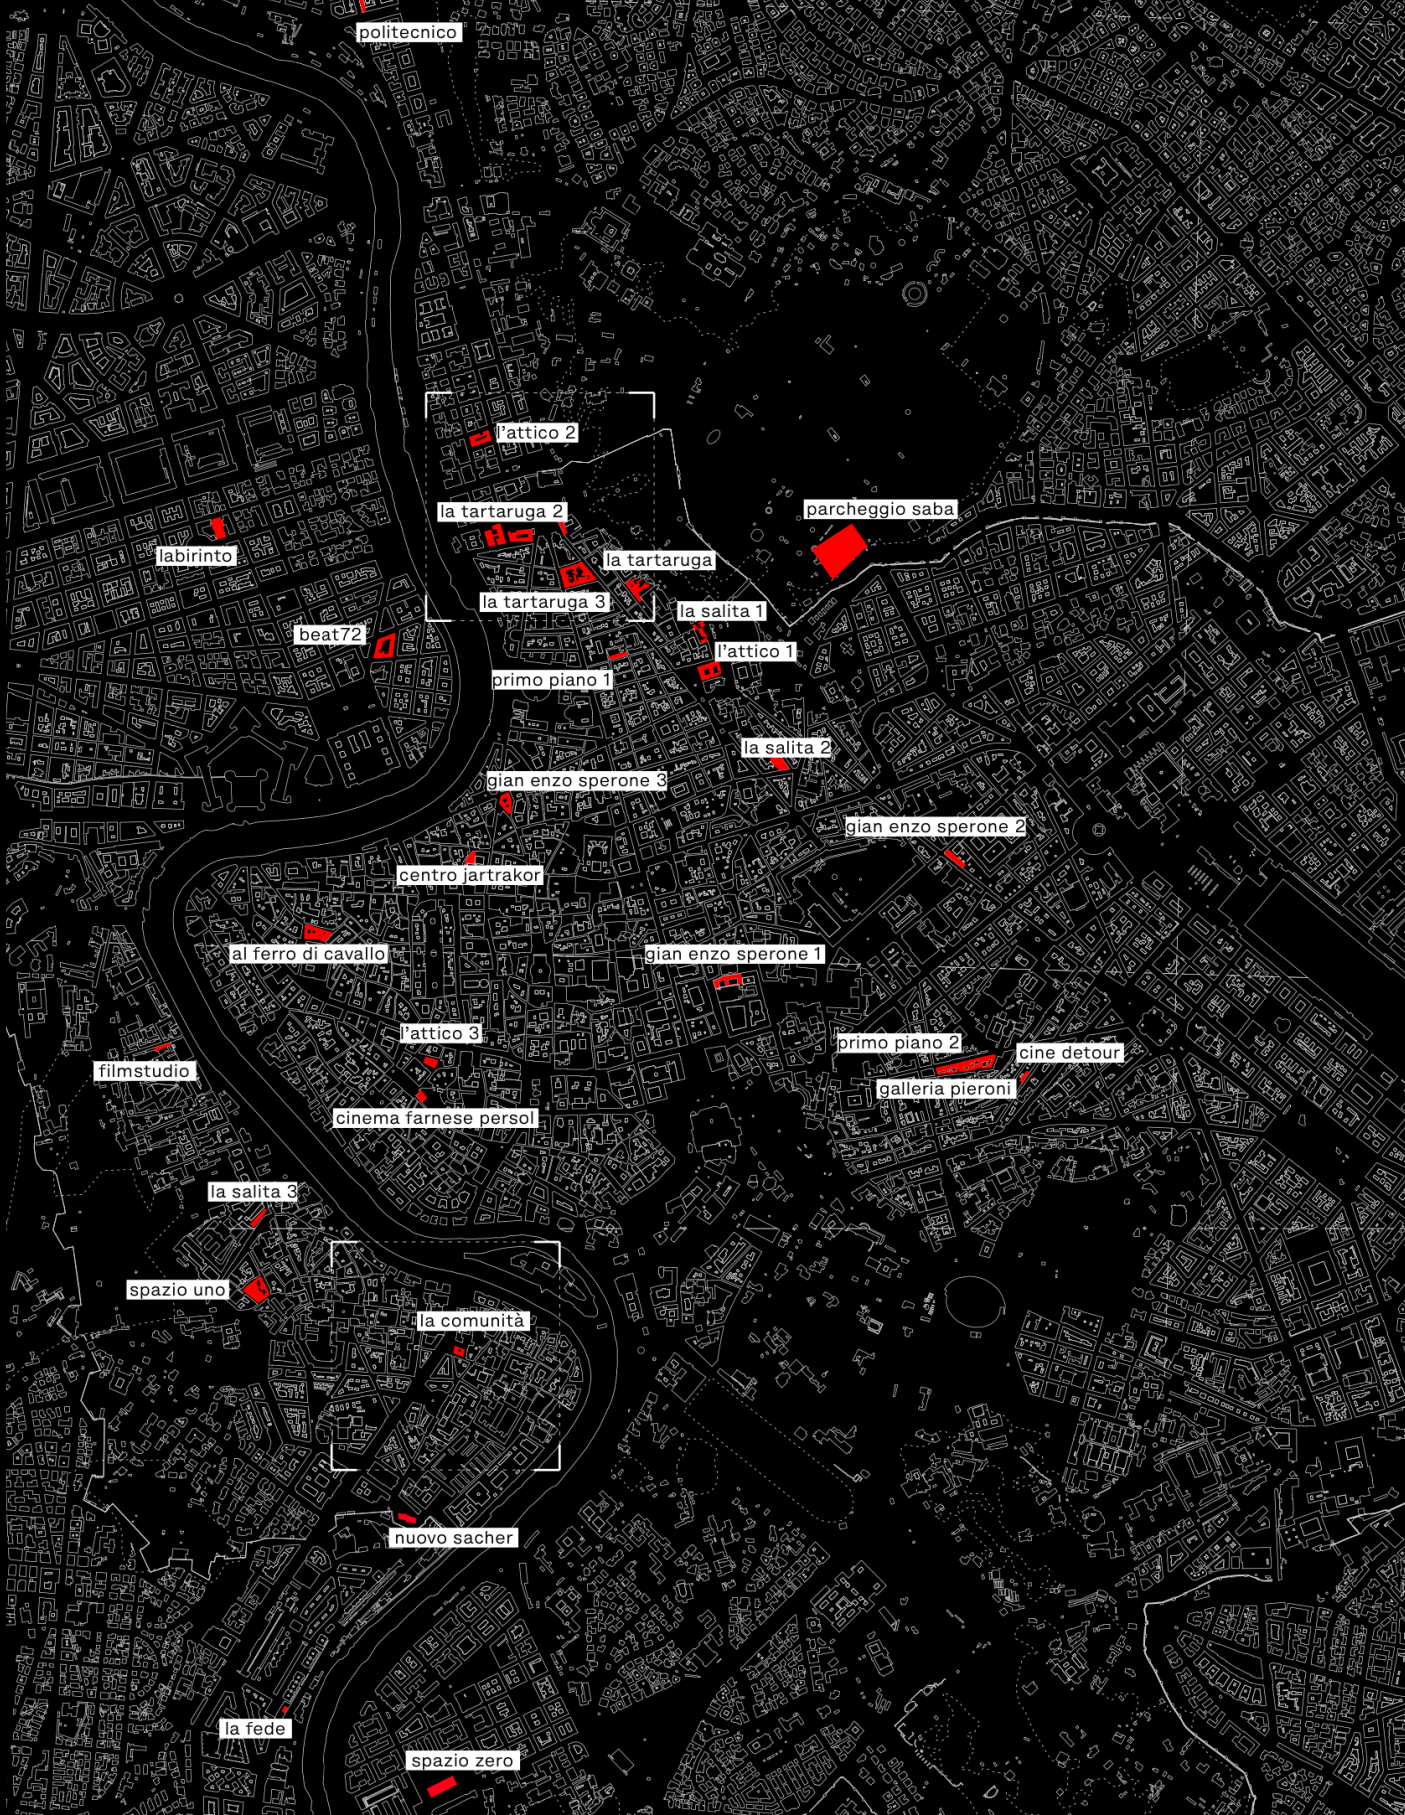 politecnico
l'attico 2
parcheggio saba
la tartaruga 2
labirinto
la tartaruga
la tartaruga 3
la salita 1
beat72
l'attico 1
primo piano 1
la salita 2
gian enzo sperone 3
gian enzo sperone 2
centro jartrakor
al ferro di cavallo
gian enzo sperone 1
l'attico 3
primo piano 2
cine detour
filmstudio
galleria pieroni
cinema farnese persol
la salita 3
spazio uno
la comunità
nuovo sacher
la fede
spazio zero